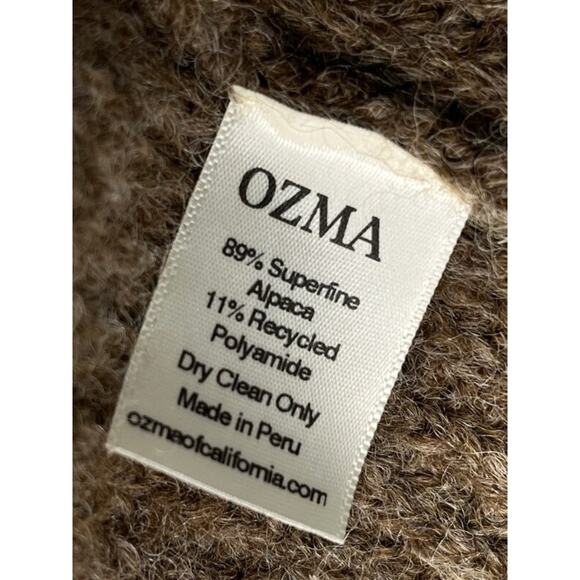 OZMA
89% Superfine
Alpaca
11% Recycled
Polyamide
Dry Clean Only
Made in Peru
ozmaofcalifornia.com